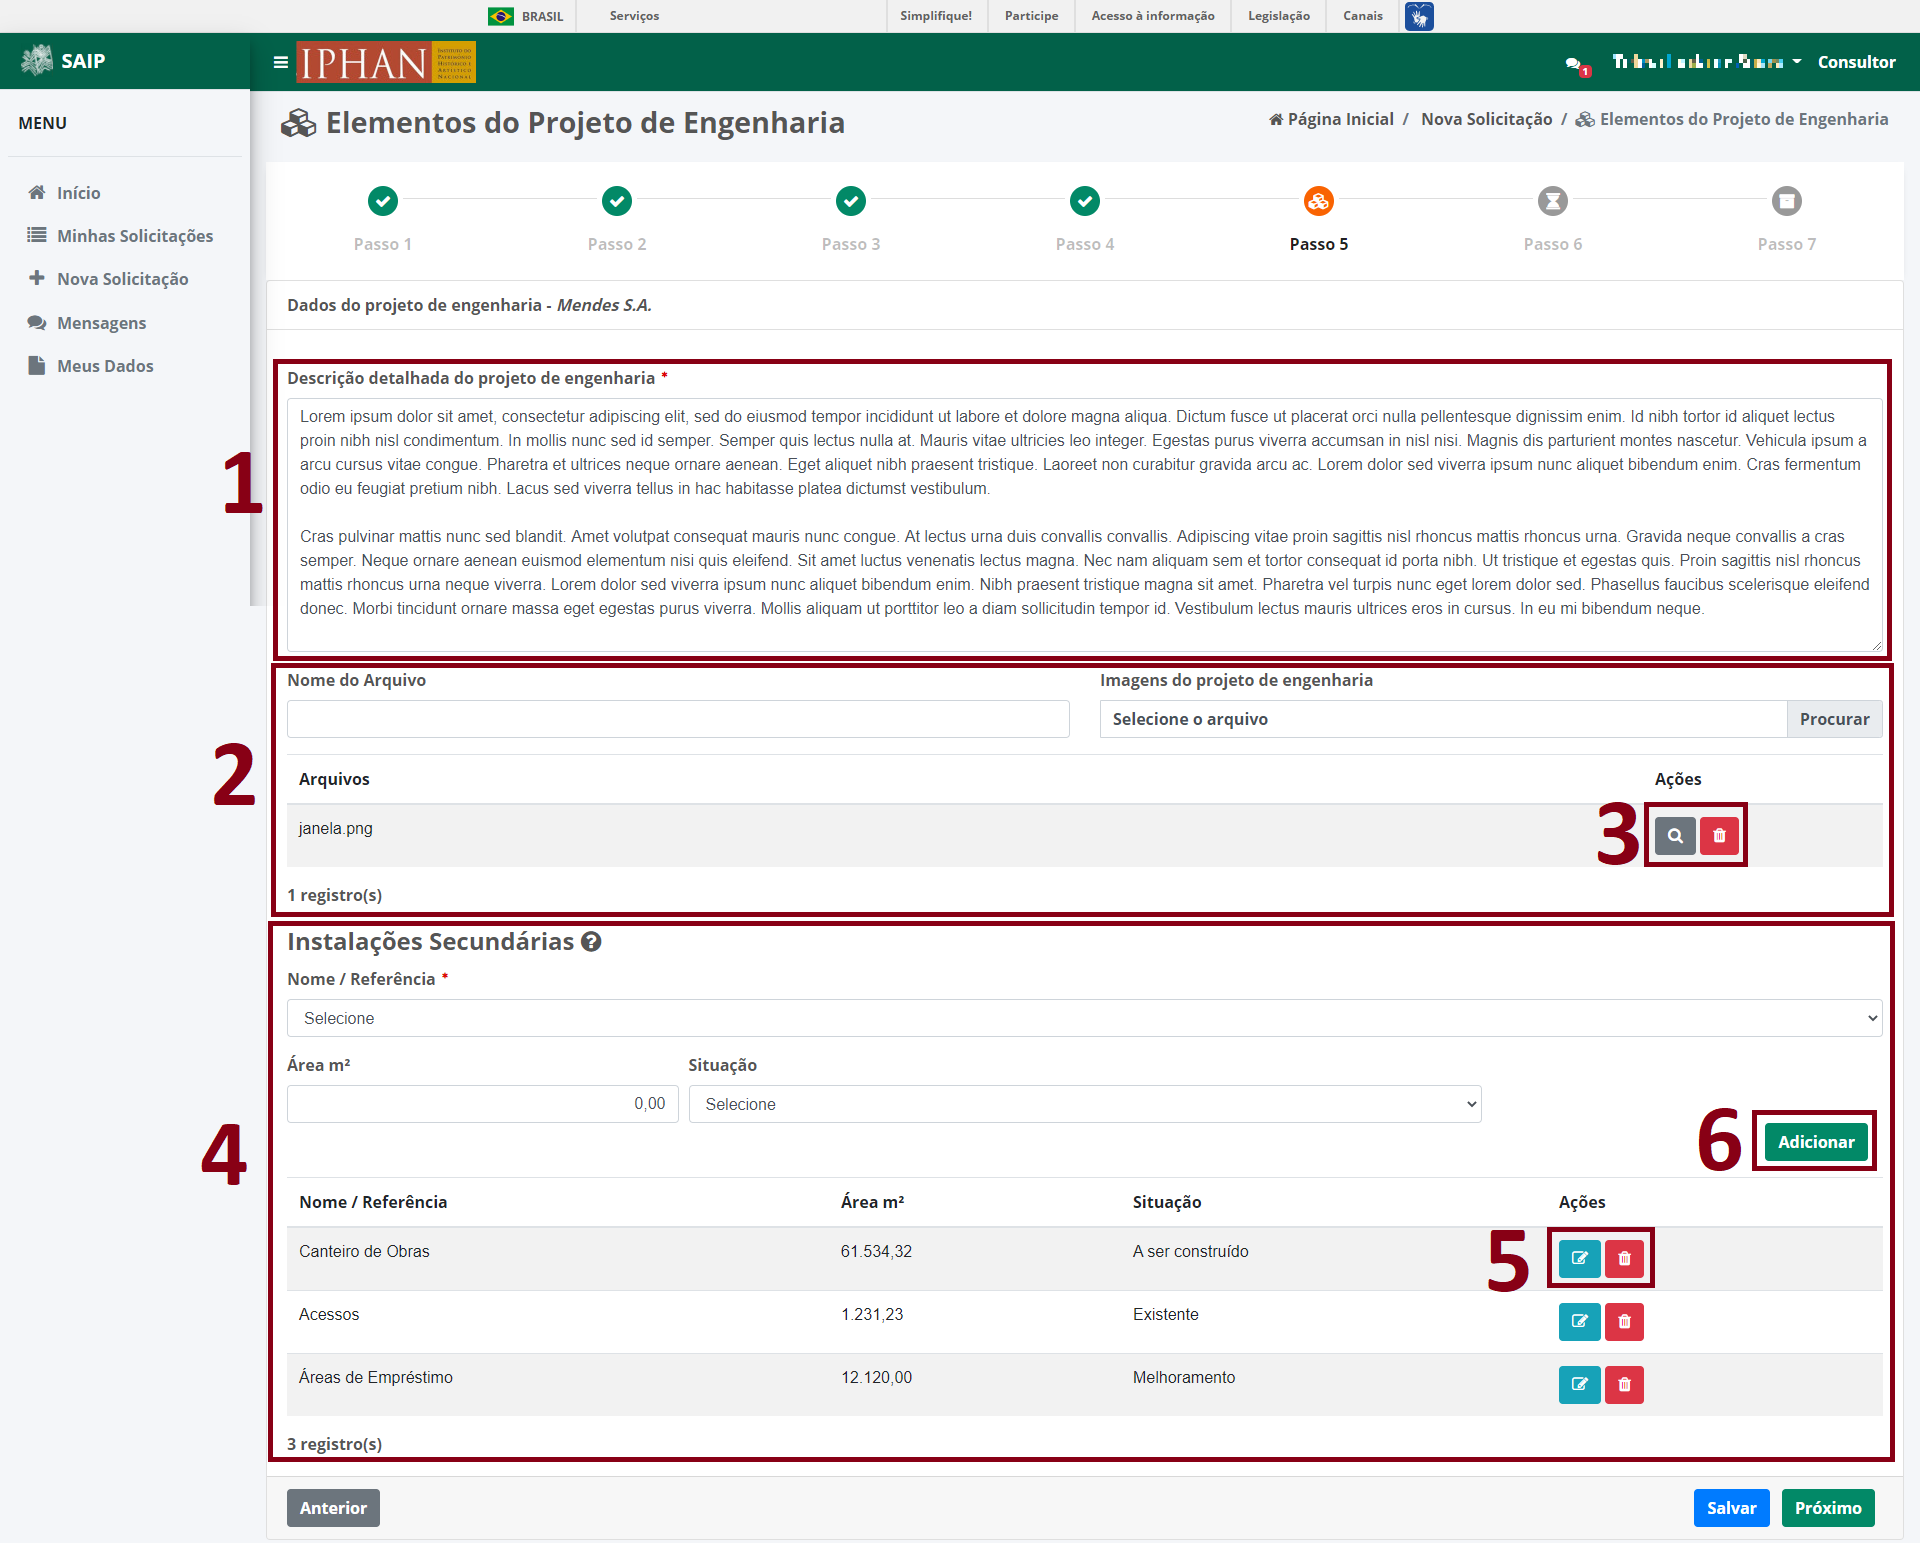 BRASIL
Serviços
Simplifique!
Participe
Acesso à informação
Legislação
Canais
SAIP
IPHAN
INSTITUTO DO
PATRIMÔNIO
HISTÓRICO E
ARTÍSTICO
NACIONAL
1
Consultor
MENU
Início
Minhas Solicitações
Nova Solicitação
Mensagens
Meus Dados
Elementos do Projeto de Engenharia
Página Inicial / Nova Solicitação / Elementos do Projeto de Engenharia
Passo 1
Passo 2
Passo 3
Passo 4
Passo 5
Passo 6
Passo 7
Dados do projeto de engenharia - Mendes S.A.
1
Descrição detalhada do projeto de engenharia *
Lorem ipsum dolor sit amet, consectetur adipiscing elit, sed do eiusmod tempor incididunt ut labore et dolore magna aliqua. Dictum fusce ut placerat orci nulla pellentesque dignissim enim. Id nibh tortor id aliquet lectus
proin nibh nisl condimentum. In mollis nunc sed id semper. Semper quis lectus nulla at. Mauris vitae ultricies leo integer. Egestas purus viverra accumsan in nisl nisi. Magnis dis parturient montes nascetur. Vehicula ipsum a
arcu cursus vitae congue. Pharetra et ultrices neque ornare aenean. Eget aliquet nibh praesent tristique. Laoreet non curabitur gravida arcu ac. Lorem dolor sed viverra ipsum nunc aliquet bibendum enim. Cras fermentum
odio eu feugiat pretium nibh. Lacus sed viverra tellus in hac habitasse platea dictumst vestibulum.
Cras pulvinar mattis nunc sed blandit. Amet volutpat consequat mauris nunc congue. At lectus urna duis convallis convallis. Adipiscing vitae proin sagittis nisl rhoncus mattis rhoncus urna. Gravida neque convallis a cras
semper. Neque ornare aenean euismod elementum nisi quis eleifend. Sit amet luctus venenatis lectus magna. Nec nam aliquam sem et tortor consequat id porta nibh. Ut tristique et egestas quis. Proin sagittis nisl rhoncus
mattis rhoncus urna neque viverra. Lorem dolor sed viverra ipsum nunc aliquet bibendum enim. Nibh praesent tristique magna sit amet. Pharetra vel turpis nunc eget lorem dolor sed. Phasellus faucibus scelerisque eleifend
donec. Morbi tincidunt ornare massa eget egestas purus viverra. Mollis aliquam ut porttitor leo a diam sollicitudin tempor id. Vestibulum lectus mauris ultrices eros in cursus. In eu mi bibendum neque.
2
Nome do Arquivo
Imagens do projeto de engenharia
Selecione o arquivo
Procurar
Arquivos
Ações
janela.png
3
1 registro(s)
4
Instalações Secundárias
Nome / Referência *
Selecione
Área m²
Situação
0,00
Selecione
6
Adicionar
Nome / Referência
Área m²
Situação
Ações
Canteiro de Obras
61.534,32
A ser construído
5
Acessos
1.231,23
Existente
Áreas de Empréstimo
12.120,00
Melhoramento
3 registro(s)
Anterior
Salvar
Próximo